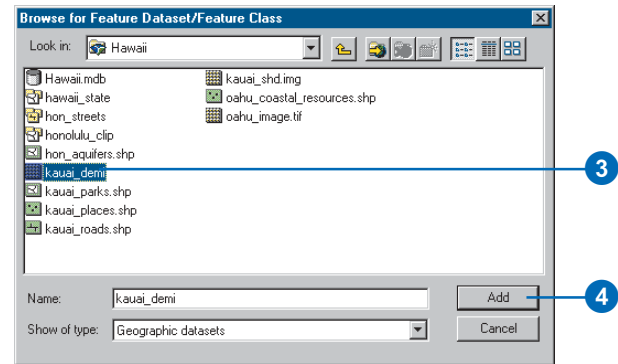 Browse for Feature Dataset/Feature Class
Look in: Hawaii
Hawaii.mdb
hawaii_state
hon_streets
honolulu_clip
hon_aquifers.shp
kauai_demi
kauai_parks.shp
kauai_places.shp
kauai_roads.shp
kauai_shd.img
oahu_coastal_resources.shp
oahu_image.tif
3
Name: kauai_demi
Add
4
Show of type: Geographic datasets
Cancel